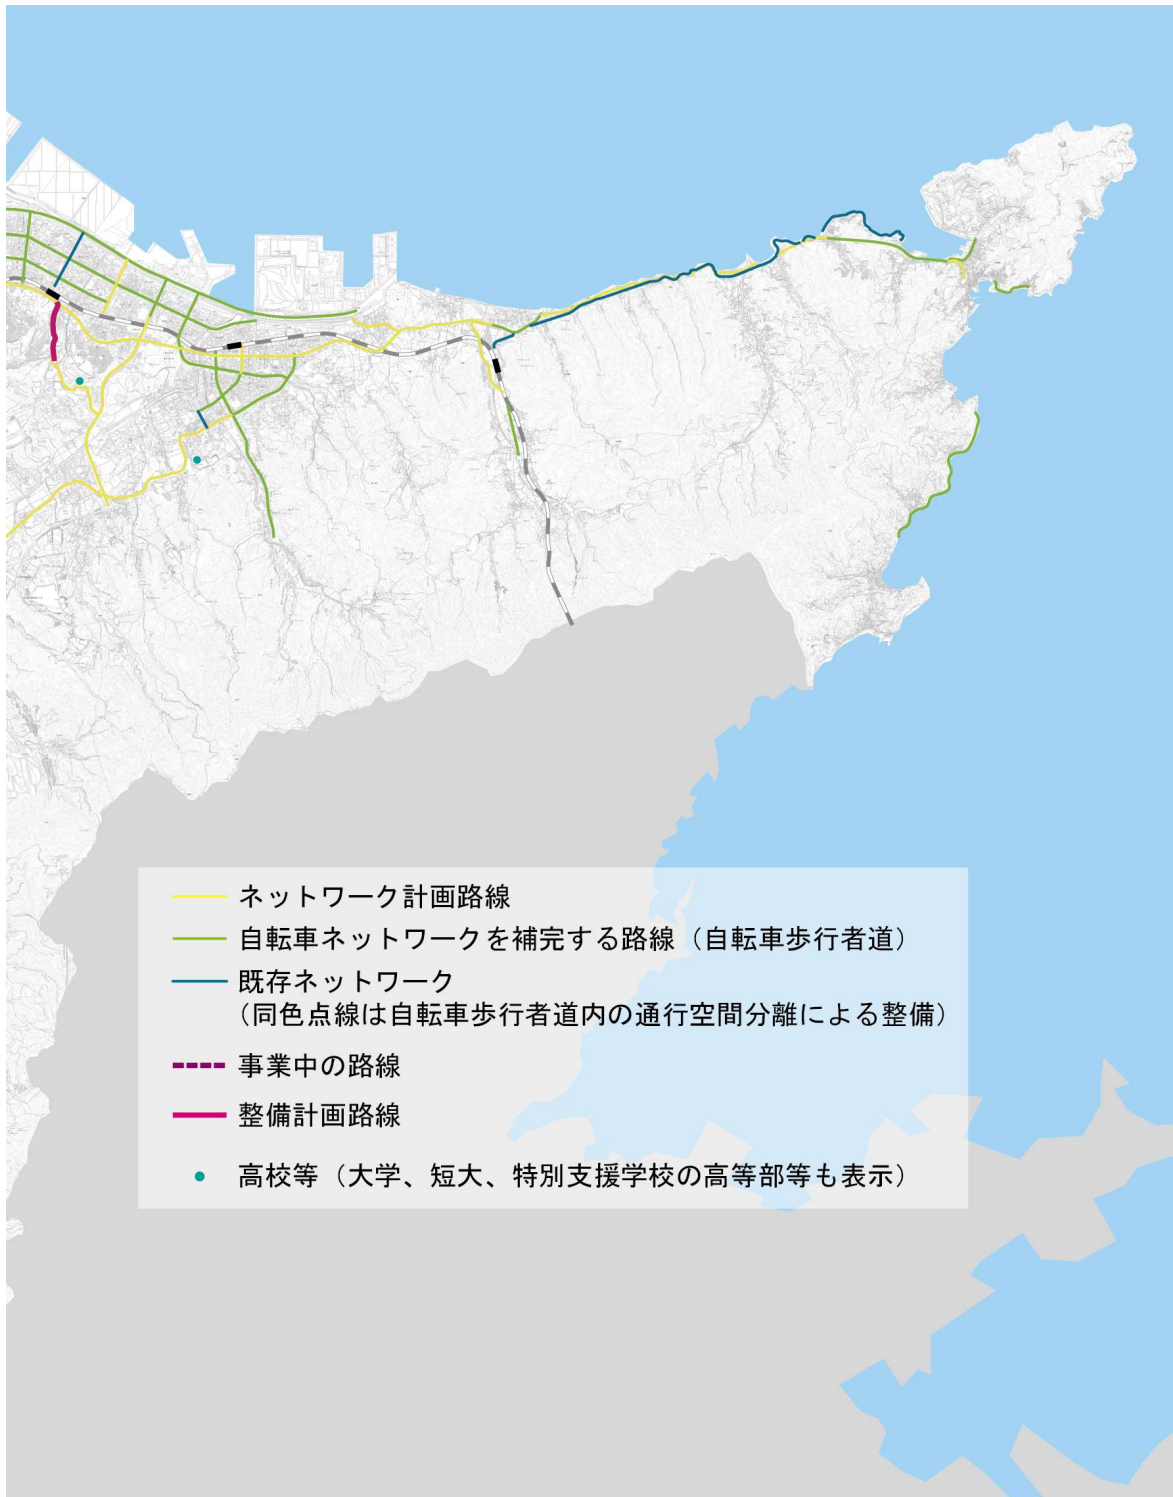 ネットワーク計画路線
自転車ネットワークを補完する路線（自転車歩行者道）
既存ネットワーク
（同色点線は自転車歩行者道内の通行空間分離による整備）
事業中の路線
整備計画路線
高校等（大学、短大、特別支援学校の高等部等も表示）